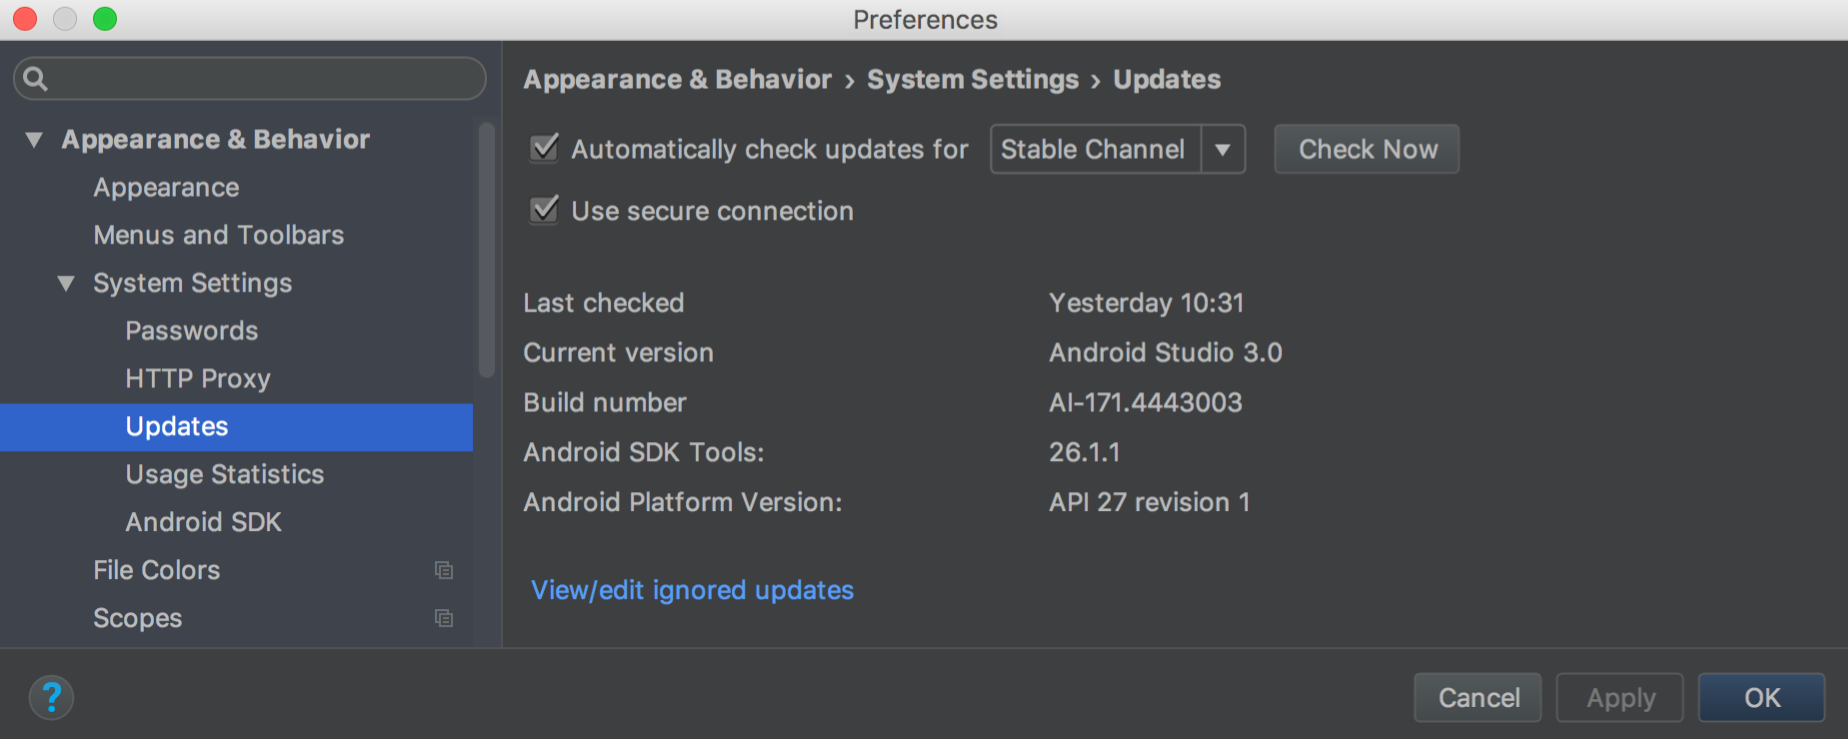 Preferences
Appearance & Behavior
Appearance
Menus and Toolbars
System Settings
Passwords
HTTP Proxy
Updates
Usage Statistics
Android SDK
File Colors
Scopes
Appearance & Behavior › System Settings › Updates
Automatically check updates for Stable Channel Check Now
Use secure connection
Last checked Yesterday 10:31
Current version Android Studio 3.0
Build number AI-171.4443003
Android SDK Tools: 26.1.1
Android Platform Version: API 27 revision 1
View/edit ignored updates
? Cancel Apply OK